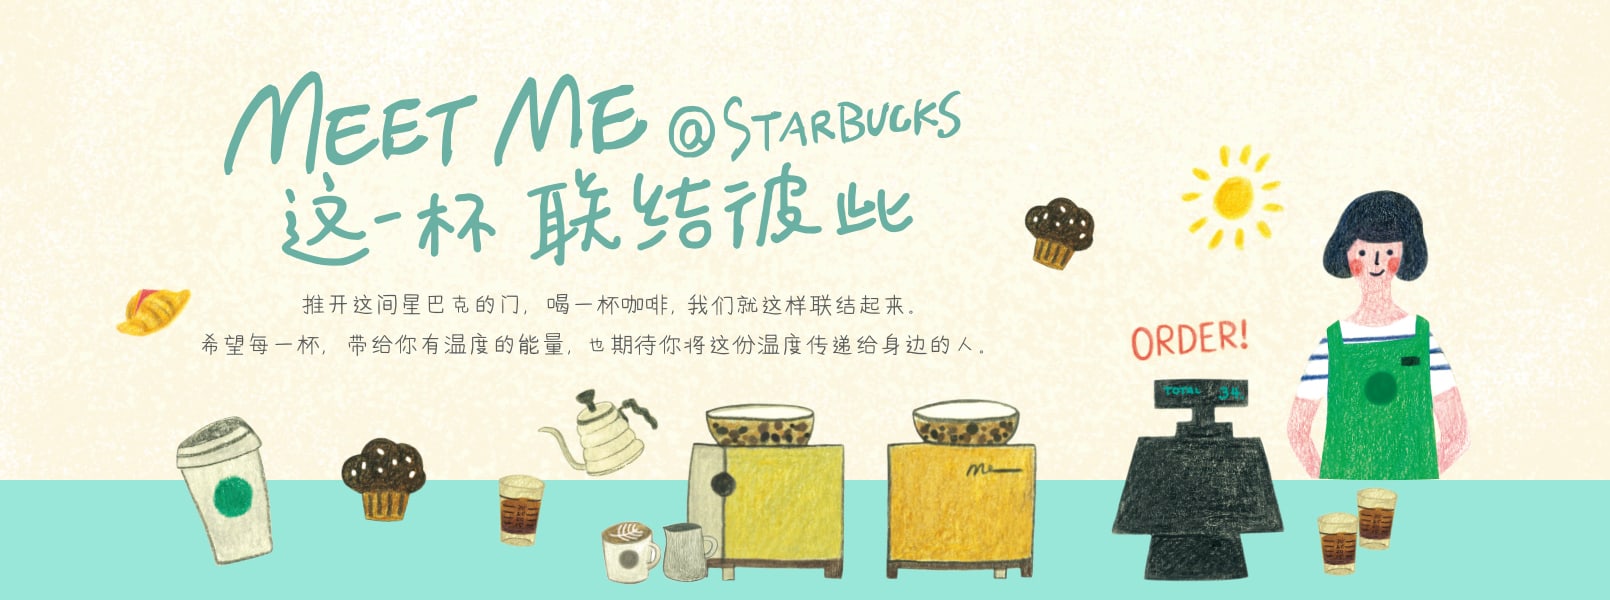 MEET ME @STARBUCKS
这一杯 联结彼此
推开这间星巴克的门，喝一杯咖啡，我们就这样联结起来。
希望每一杯，带给你有温度的能量，也期待你将这份温度传递给身边的人。
ORDER!
TOTAL 34
me